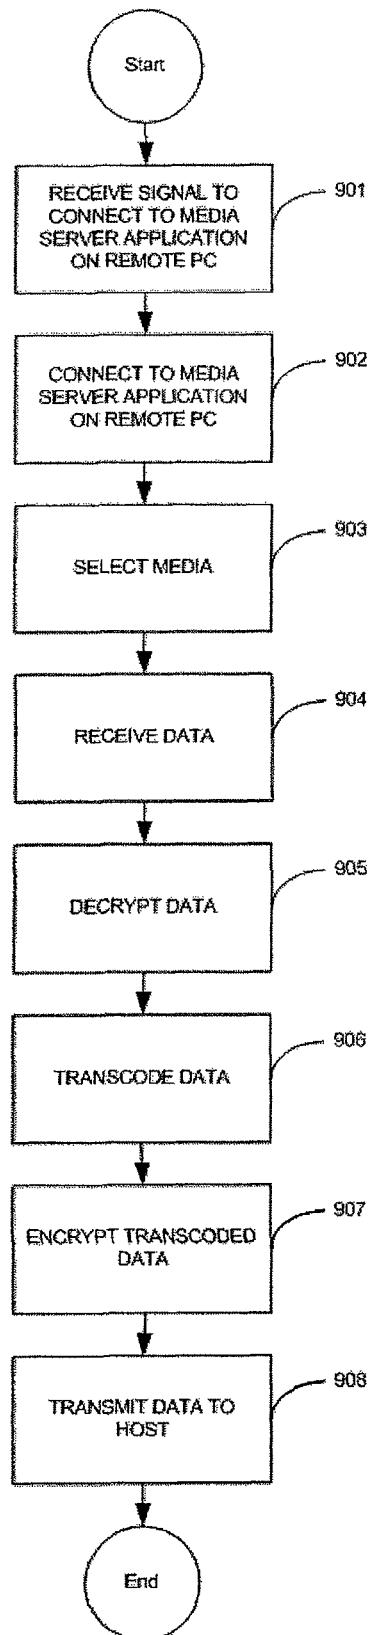 Start
RECEIVE SIGNAL TO
CONNECT TO MEDIA
SERVER APPLICATION
ON REMOTE PC
901
CONNECT TO MEDIA
SERVER APPLICATION
ON REMOTE PC
902
SELECT MEDIA
903
RECEIVE DATA
904
DECRYPT DATA
905
TRANSCODE DATA
906
ENCRYPT TRANSCODED
DATA
907
TRANSMIT DATA TO
HOST
908
End